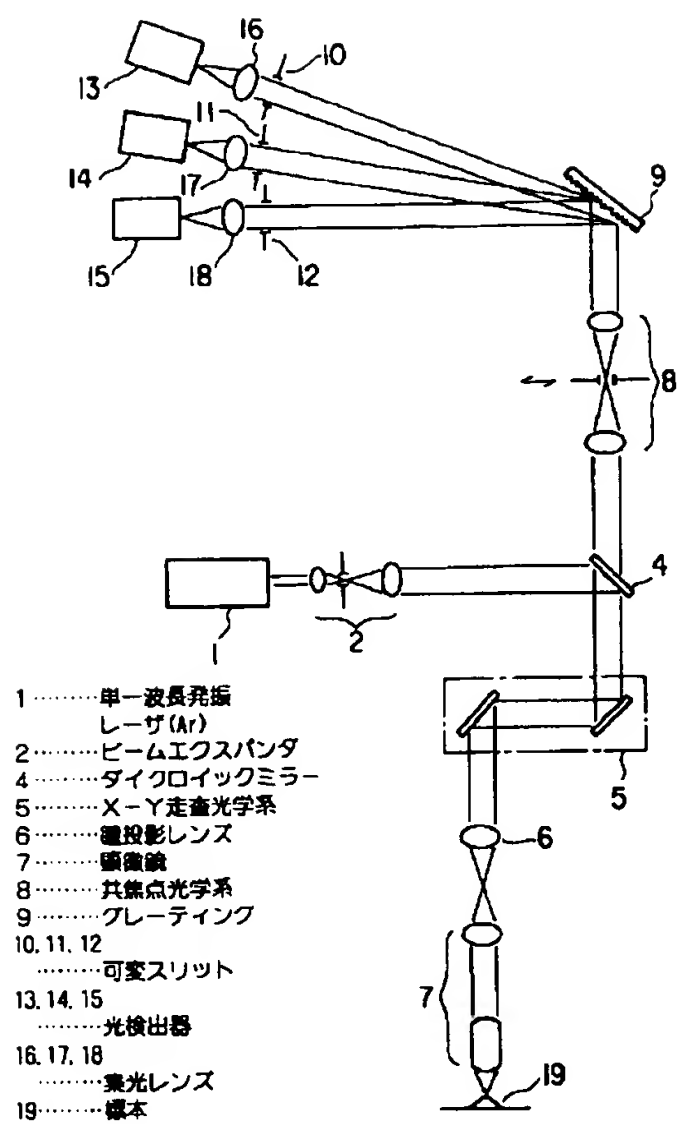 16
10
13
11
14
17
9
15
18
12
8
4
1
2
5
6
7
19
1………単一波長発振
レーザ(Ar)
2………ビームエクスパンダ
4………ダイクロイックミラー
5………X-Y走査光学系
6………瞳投影レンズ
7………顕微鏡
8………共焦点光学系
9………グレーティング
10.11.12
………可変スリット
13.14.15
………光検出器
16.17.18
………集光レンズ
19………標本